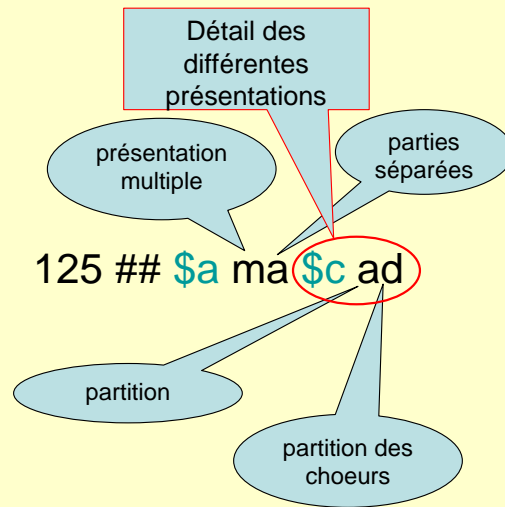 Détail des
différentes
présentations
présentation
multiple
parties
séparées
125 ## $a ma $c ad
partition
partition des
choeurs